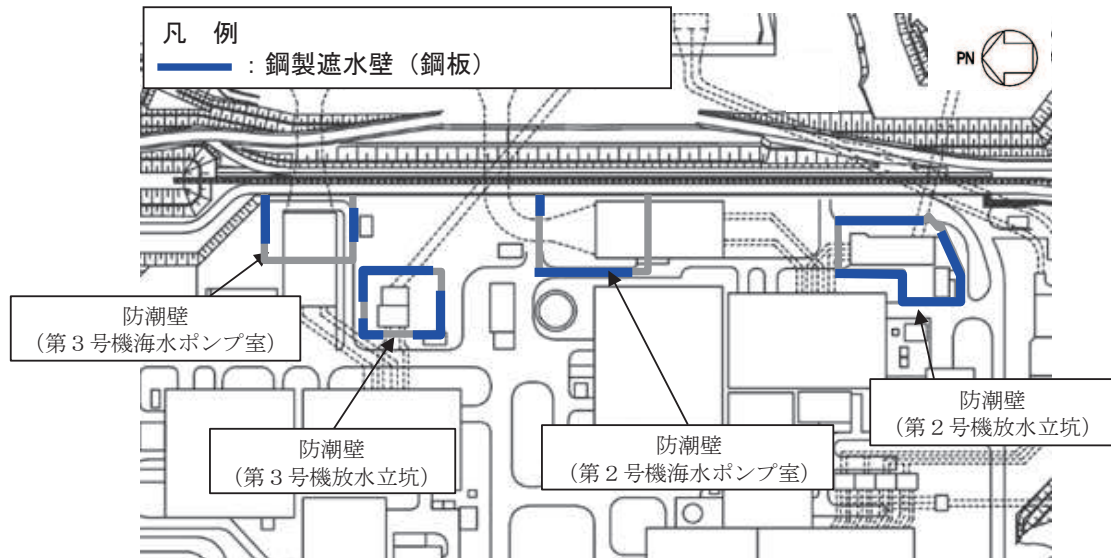 凡　例
：鋼製遮水壁（鋼板）
PN
防潮壁
（第３号機海水ポンプ室）
防潮壁
（第３号機放水立坑）
防潮壁
（第２号機海水ポンプ室）
防潮壁
（第２号機放水立坑）